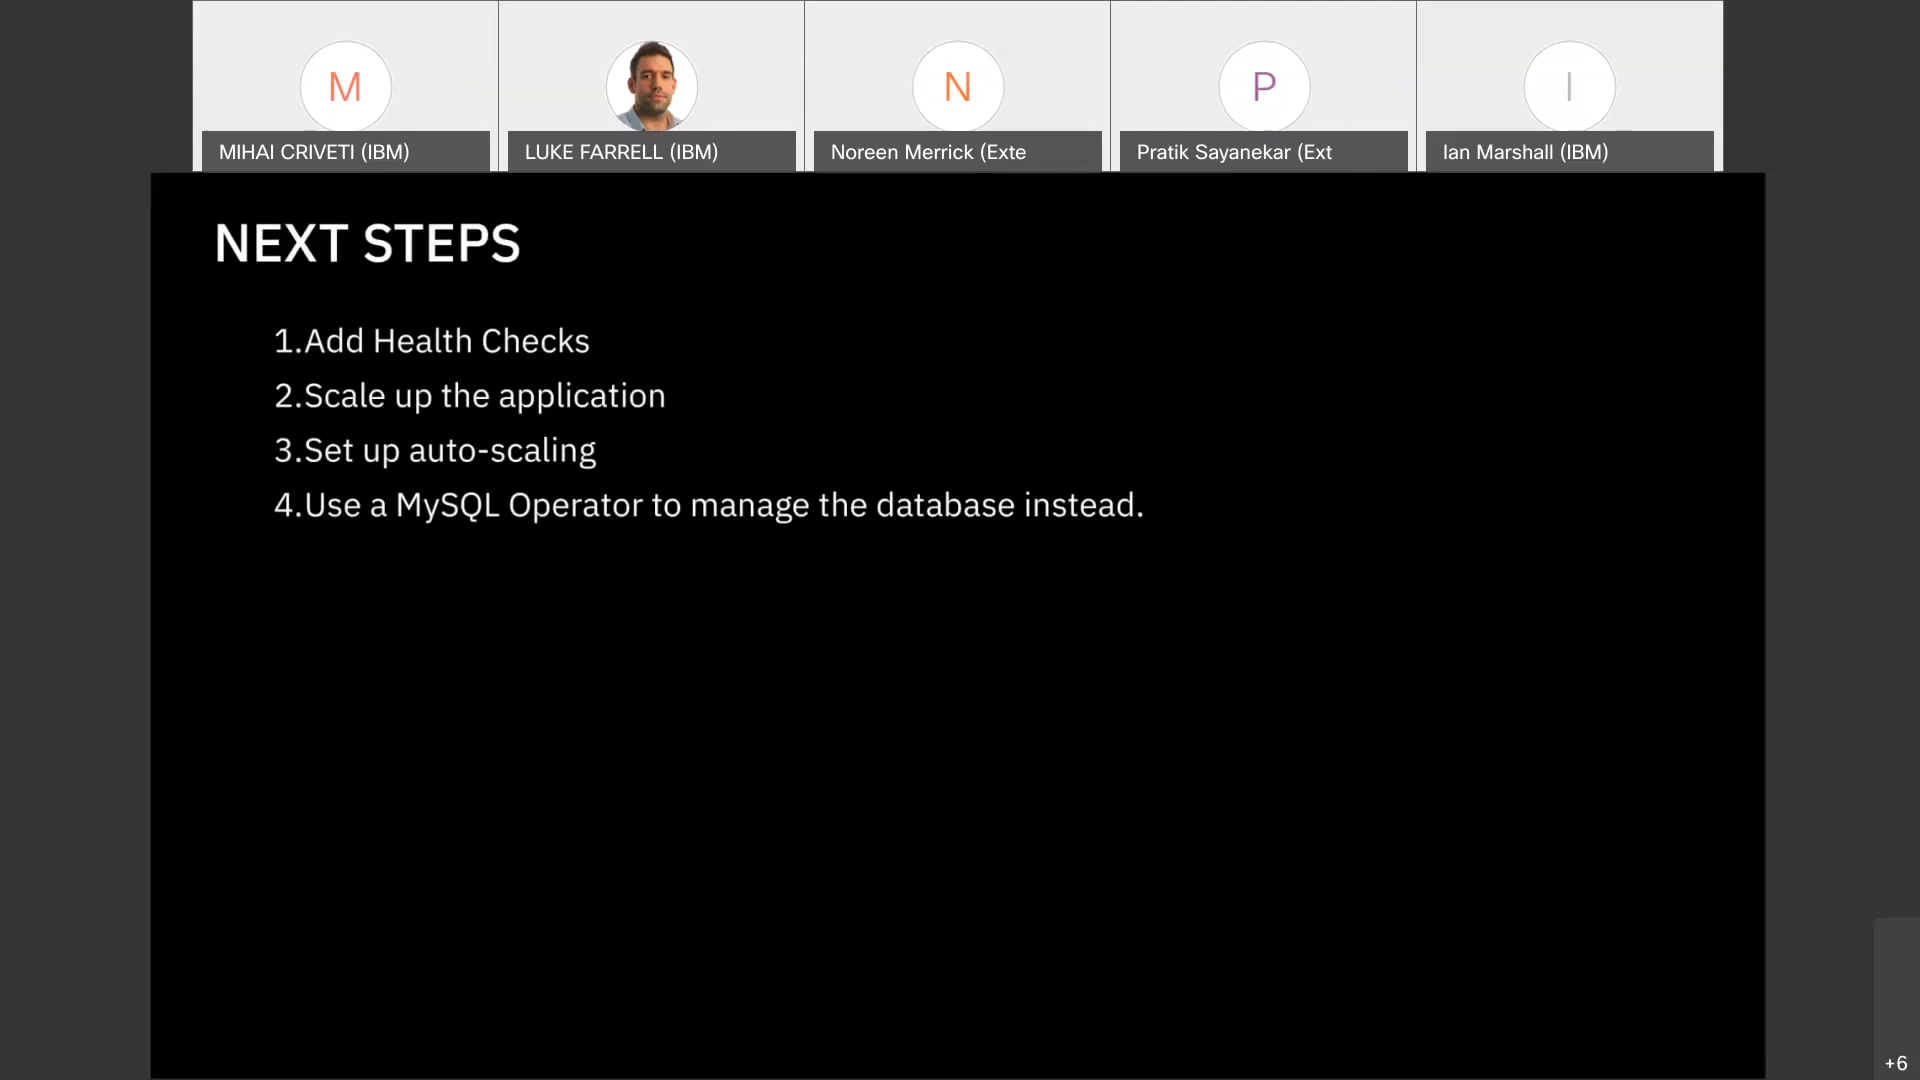 M
N
P
I
MIHAI CRIVETI (IBM)
LUKE FARRELL (IBM)
Noreen Merrick (Exte
Pratik Sayanekar (Ext
Ian Marshall (IBM)
NEXT STEPS
1.Add Health Checks
2.Scale up the application
3.Set up auto-scaling
4.Use a MySQL Operator to manage the database instead.
+6